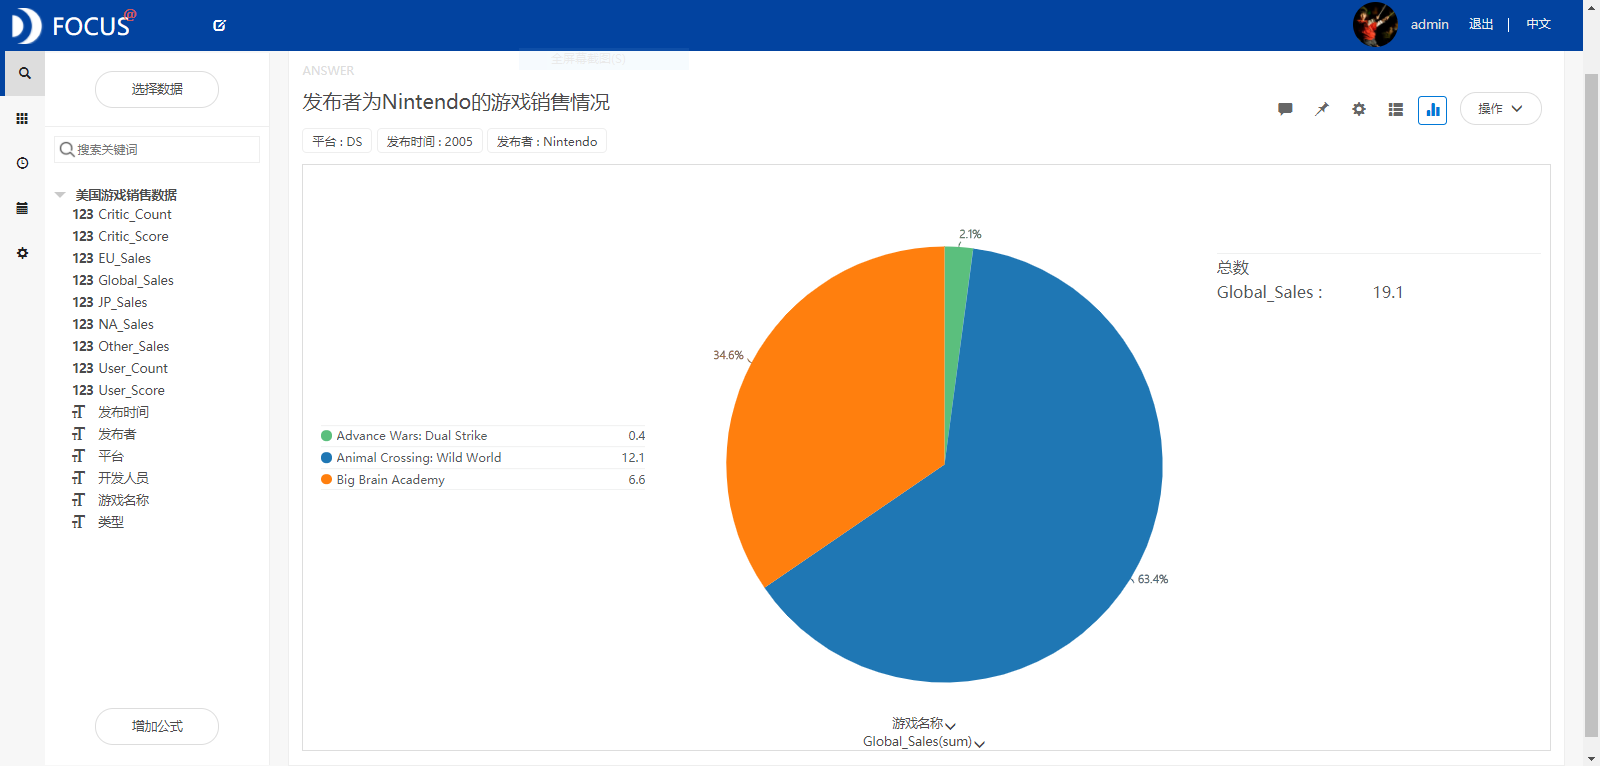 FOCUS@
admin 退出 | 中文
选择数据
搜索关键词
美国游戏销售数据
123 Critic_Count
123 Critic_Score
123 EU_Sales
123 Global_Sales
123 JP_Sales
123 NA_Sales
123 Other_Sales
123 User_Count
123 User_Score
发布时间
发布者
平台
开发人员
游戏名称
类型
增加公式
全屏幕截图(S)
ANSWER
发布者为Nintendo的游戏销售情况
操作
平台 : DS 发布时间 : 2005 发布者 : Nintendo
2.1%
34.6%
63.4%
Advance Wars: Dual Strike 0.4
Animal Crossing: Wild World 12.1
Big Brain Academy 6.6
总数
Global_Sales : 19.1
游戏名称
Global_Sales(sum)